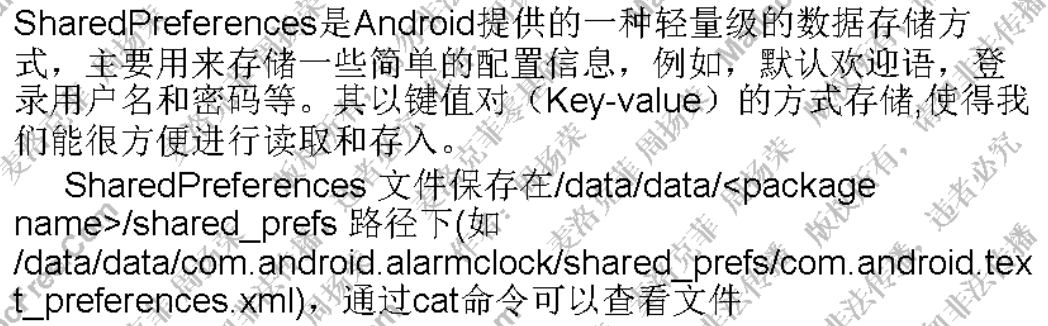 SharedPreferences是Android提供的一种轻量级的数据存储方
式，主要用来存储一些简单的配置信息，例如，默认欢迎语，登
录用户名和密码等。其以键值对（Key-value）的方式存储,使得我
们能很方便进行读取和存入。
SharedPreferences 文件保存在/data/data/<package
name>/shared_prefs 路径下(如
/data/data/com.android.alarmclock/shared_prefs/com.android.tex
t_preferences.xml)，通过cat命令可以查看文件